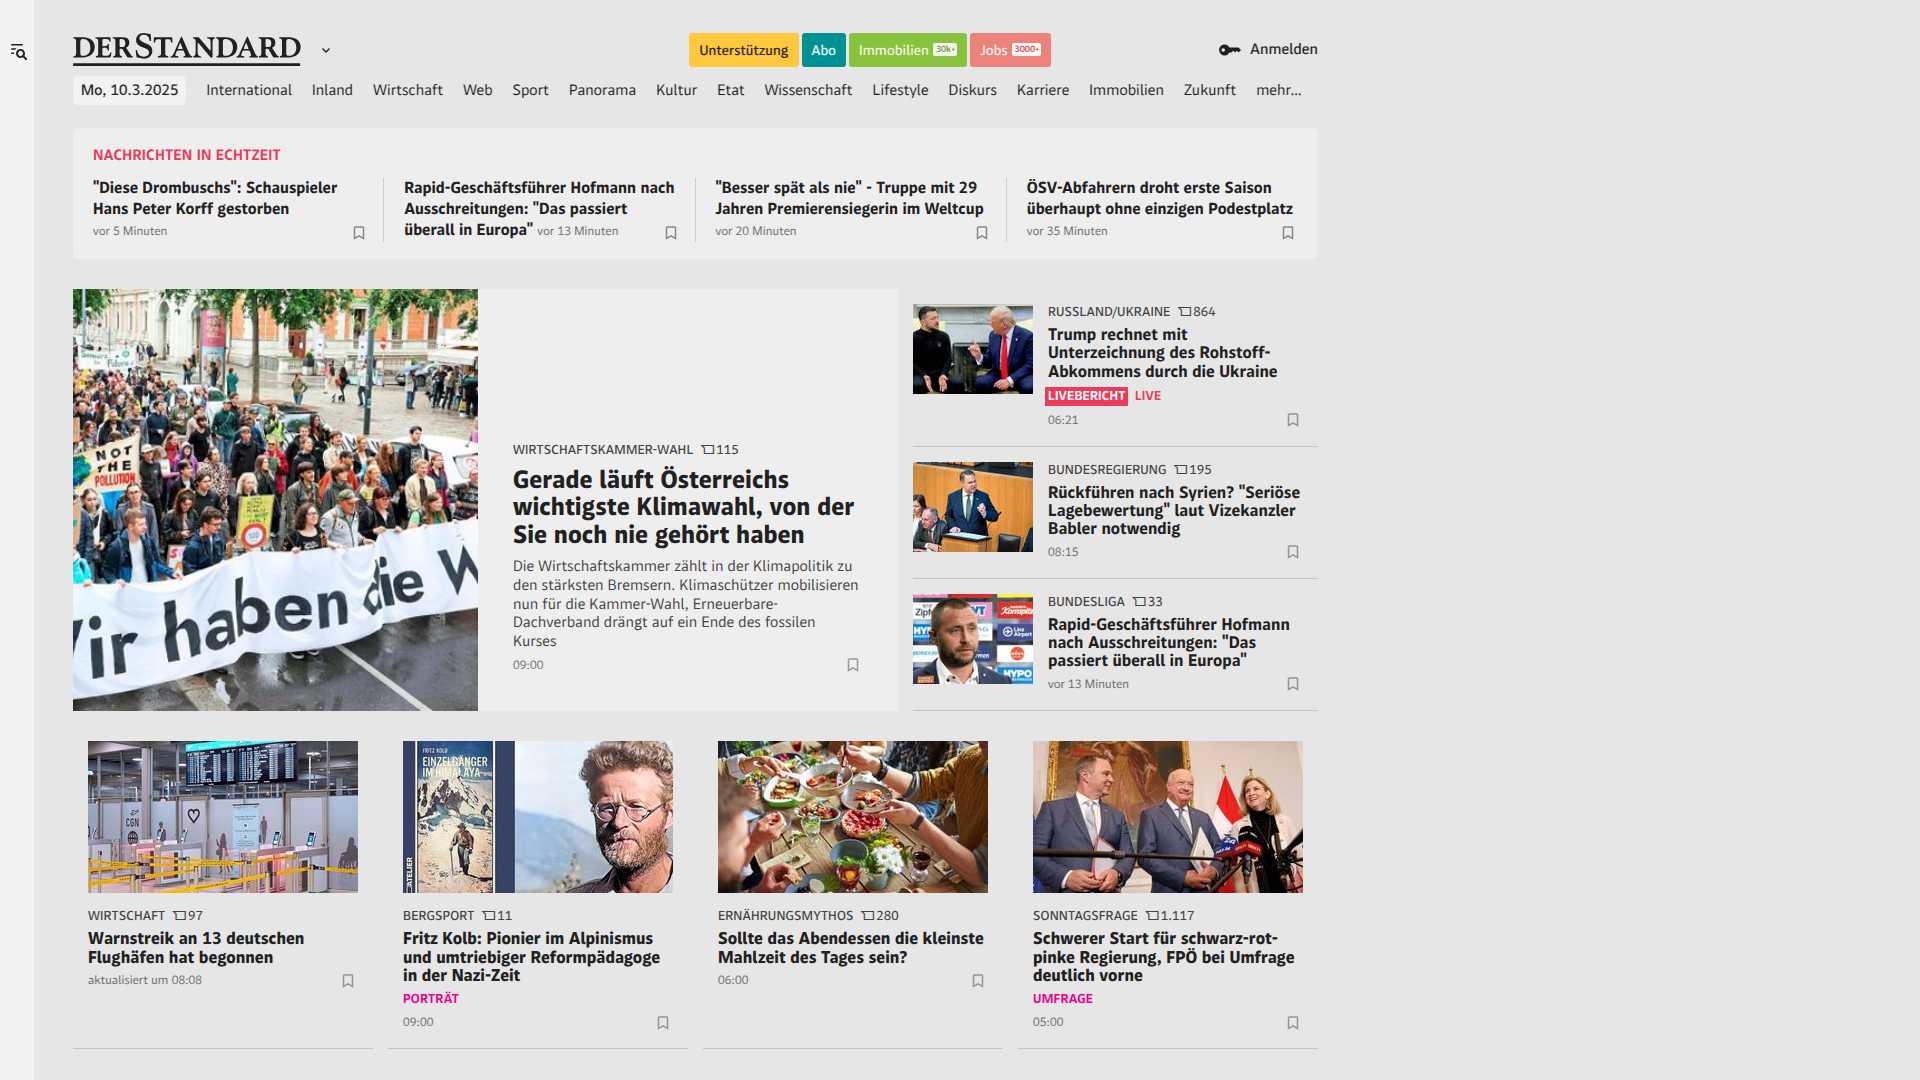 DERSTANDARD
Unterstützung
Abo
Immobilien 30k+
Jobs 3000+
Anmelden
Mo, 10.3.2025
International
Inland
Wirtschaft
Web
Sport
Panorama
Kultur
Etat
Wissenschaft
Lifestyle
Diskurs
Karriere
Immobilien
Zukunft
mehr...
NACHRICHTEN IN ECHTZEIT
"Diese Drombuschs": Schauspieler
Hans Peter Korff gestorben
vor 5 Minuten
Rapid-Geschäftsführer Hofmann nach
Ausschreitungen: "Das passiert
überall in Europa" vor 13 Minuten
"Besser spät als nie" - Truppe mit 29
Jahren Premierensiegerin im Weltcup
vor 20 Minuten
ÖSV-Abfahrern droht erste Saison
überhaupt ohne einzigen Podestplatz
vor 35 Minuten
NOT
THE
POLLUTION
Wir haben die W
WIRTSCHAFTSKAMMER-WAHL 115
Gerade läuft Österreichs
wichtigste Klimawahl, von der
Sie noch nie gehört haben
Die Wirtschaftskammer zählt in der Klimapolitik zu
den stärksten Bremsern. Klimaschützer mobilisieren
nun für die Kammer-Wahl, Erneuerbare-
Dachverband drängt auf ein Ende des fossilen
Kurses
09:00
RUSSLAND/UKRAINE 864
Trump rechnet mit
Unterzeichnung des Rohstoff-
Abkommens durch die Ukraine
LIVEBERICHT LIVE
06:21
BUNDESREGIERUNG 195
Rückführen nach Syrien? "Seriöse
Lagebewertung" laut Vizekanzler
Babler notwendig
08:15
HYPO
BUNDESLIGA 33
Rapid-Geschäftsführer Hofmann
nach Ausschreitungen: "Das
passiert überall in Europa"
vor 13 Minuten
CGN
WIRTSCHAFT 97
Warnstreik an 13 deutschen
Flughäfen hat begonnen
aktualisiert um 08:08
FRITZ KOLB
EINZELGÄNGER
IM HIMALAYA
ATELIER
BERGSPORT 11
Fritz Kolb: Pionier im Alpinismus
und umtriebiger Reformpädagoge
in der Nazi-Zeit
PORTRÄT
09:00
ERNÄHRUNGSMYTHOS 280
Sollte das Abendessen die kleinste
Mahlzeit des Tages sein?
06:00
SONNTAGSFRAGE 1.117
Schwerer Start für schwarz-rot-
pinke Regierung, FPÖ bei Umfrage
deutlich vorne
UMFRAGE
05:00